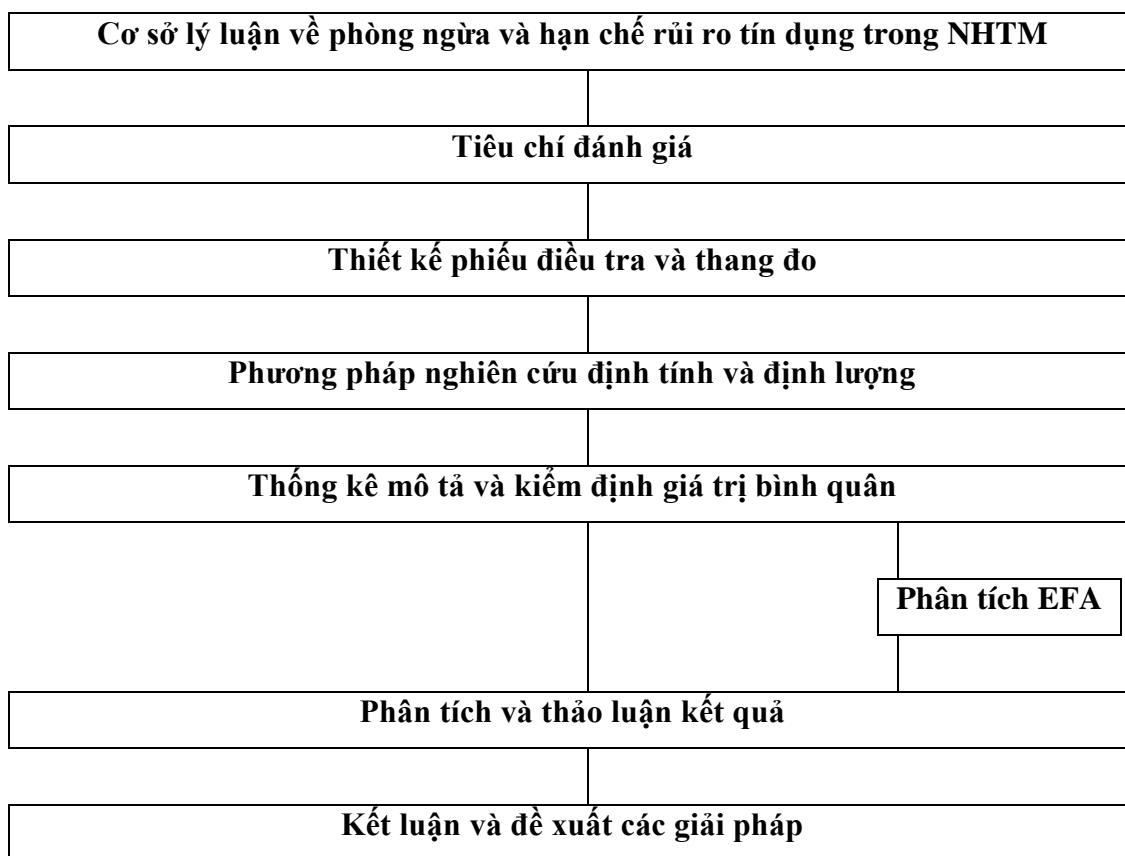 Cơ sở lý luận về phòng ngừa và hạn chế rủi ro tín dụng trong NHTM
Tiêu chí đánh giá
Thiết kế phiếu điều tra và thang đo
Phương pháp nghiên cứu định tính và định lượng
Thống kê mô tả và kiểm định giá trị bình quân
Phân tích EFA
Phân tích và thảo luận kết quả
Kết luận và đề xuất các giải pháp